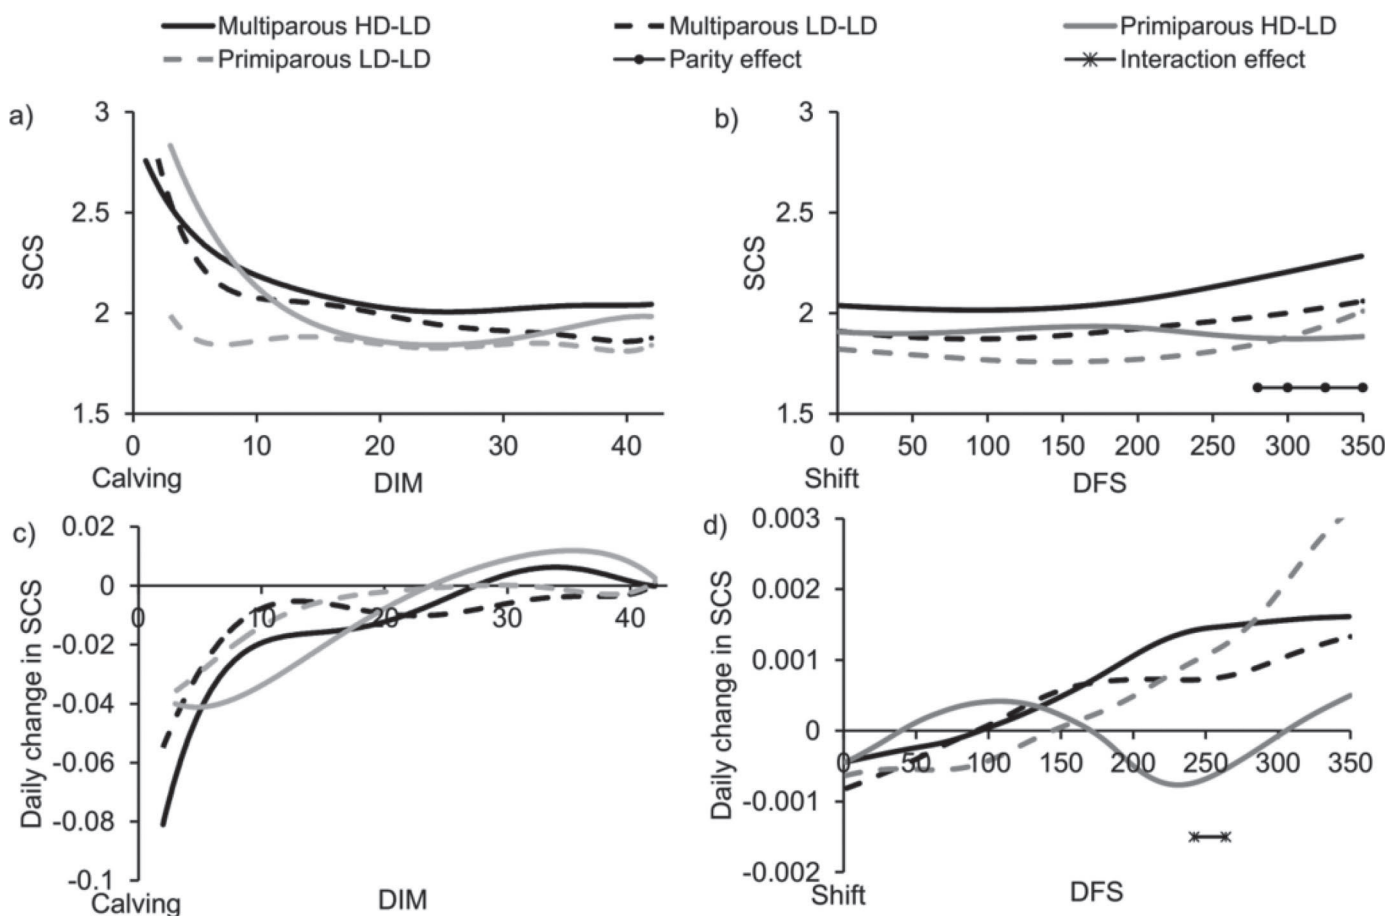 Multiparous HD-LD Multiparous LD-LD Primiparous HD-LD
Primiparous LD-LD Parity effect Interaction effect
a)
SCS
3
2.5
2
1.5
0 10 20 30 40
Calving DIM
b)
SCS
3
2.5
2
1.5
0 50 100 150 200 250 300 350
Shift DFS
c)
Daily change in SCS
0.02
0
-0.02
-0.04
-0.06
-0.08
-0.1
0 10 20 30 40
Calving DIM
d)
Daily change in SCS
0.003
0.002
0.001
0
-0.001
-0.002
0 50 100 150 200 250 300 350
Shift DFS